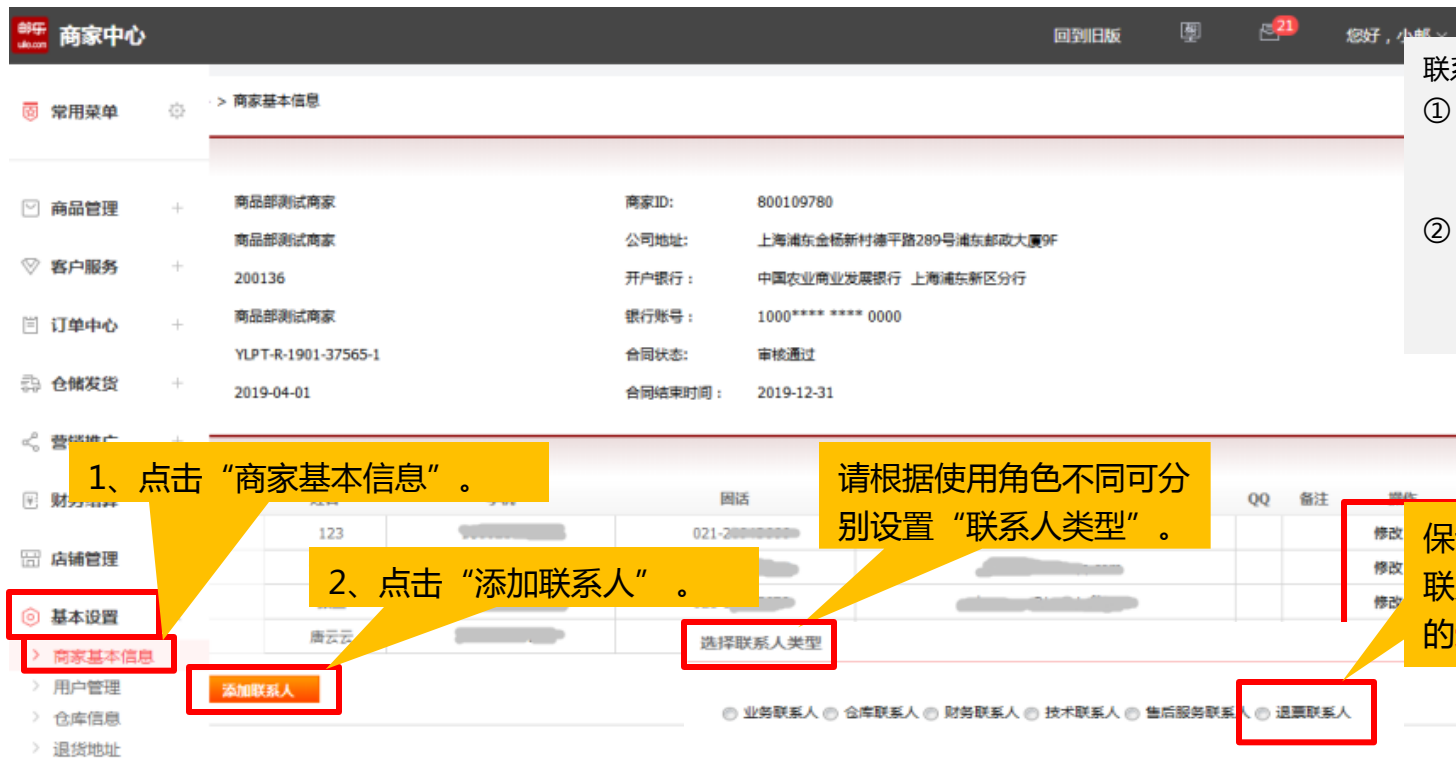 邮乐
ule.com
商家中心
回到旧版
21
您好，小邮
常用菜单
> 商家基本信息
联
①
②
商品管理
客户服务
订单中心
仓储发货
商品部测试商家
商家ID:
800109780
商品部测试商家
公司地址:
上海浦东金杨新村德平路289号浦东邮政大厦9F
200136
开户银行：
中国农业商业发展银行 上海浦东新区分行
商品部测试商家
银行账号：
1000**** **** 0000
YLPT-R-1901-37565-1
合同状态:
审核通过
2019-04-01
合同结束时间：
2019-12-31
1、点击“商家基本信息”。
请根据使用角色不同可分
别设置“联系人类型”。
固话
QQ
备注
操作
123
021-2
修改
修改
修改
保
联
的
2、点击“添加联系人”。
店铺管理
基本设置
> 商家基本信息
> 用户管理
> 仓库信息
> 退货地址
唐云云
选择联系人类型
添加联系人
业务联系人
仓库联系人
财务联系人
技术联系人
售后服务联系人
退票联系人